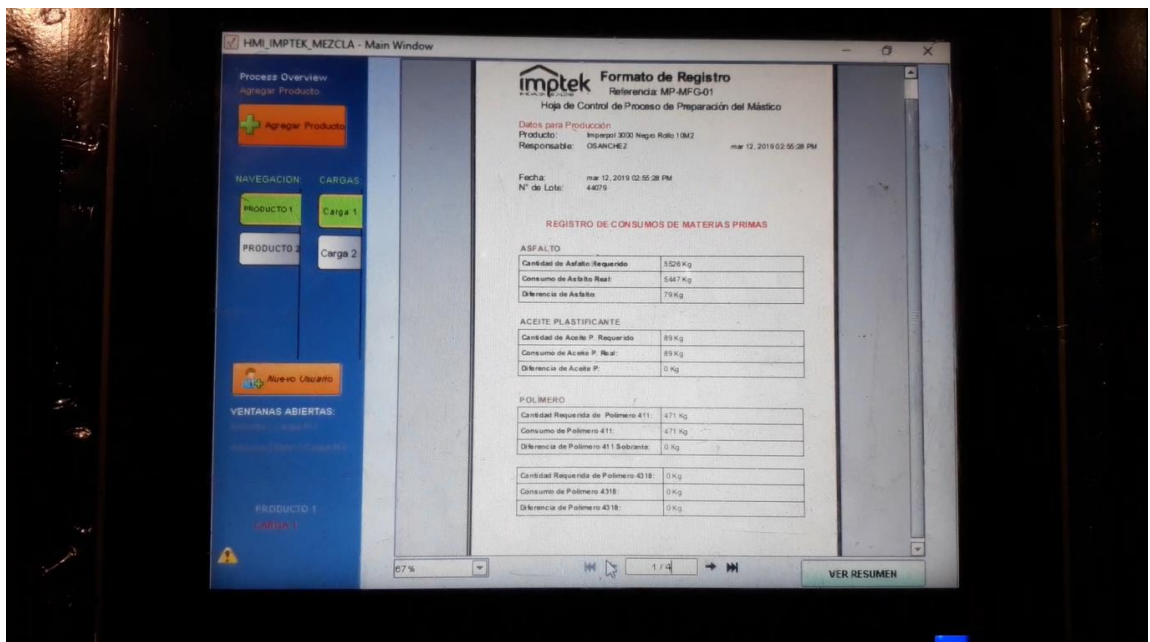 HMI_IMPTEK_MEZCLA - Main Window
Process Overview
Agregar Producto
Agregar Producto
NAVEGACION: CARGAS:
PRODUCTO 1 Carga 1
PRODUCTO 2 Carga 2
Nuevo Usuario
VENTANAS ABIERTAS:
PRODUCTO 1
CARGA 1
imptek
Formato de Registro
Referencia: MP-MFG-01
Hoja de Control de Proceso de Preparación del Mástico
Datos para Producción
Producto: Imperpol 3000 Negro Rollo 10M2
Responsable: OSANCHEZ mar 12, 2019 02:55:28 PM
Fecha: mar 12, 2019 02:55:28 PM
N° de Lote: 44079
REGISTRO DE CONSUMOS DE MATERIAS PRIMAS
ASFALTO
Cantidad de Asfalto Requerido 5526 Kg
Consumo de Asfalto Real: 5447 Kg
Diferencia de Asfalto: 79 Kg
ACEITE PLASTIFICANTE
Cantidad de Aceite P. Requerido 89 Kg
Consumo de Aceite P. Real: 89 Kg
Diferencia de Aceite P: 0 Kg
POLÍMERO
Cantidad Requerida de Polimero 411: 471 Kg
Consumo de Polimero 411: 471 Kg
Diferencia de Polimero 411 Sobrante: 0 Kg
Cantidad Requerida de Polimero 4318: 0 Kg
Consumo de Polimero 4318: 0 Kg
Diferencia de Polimero 4318: 0 Kg
67 %
1 / 4
VER RESUMEN